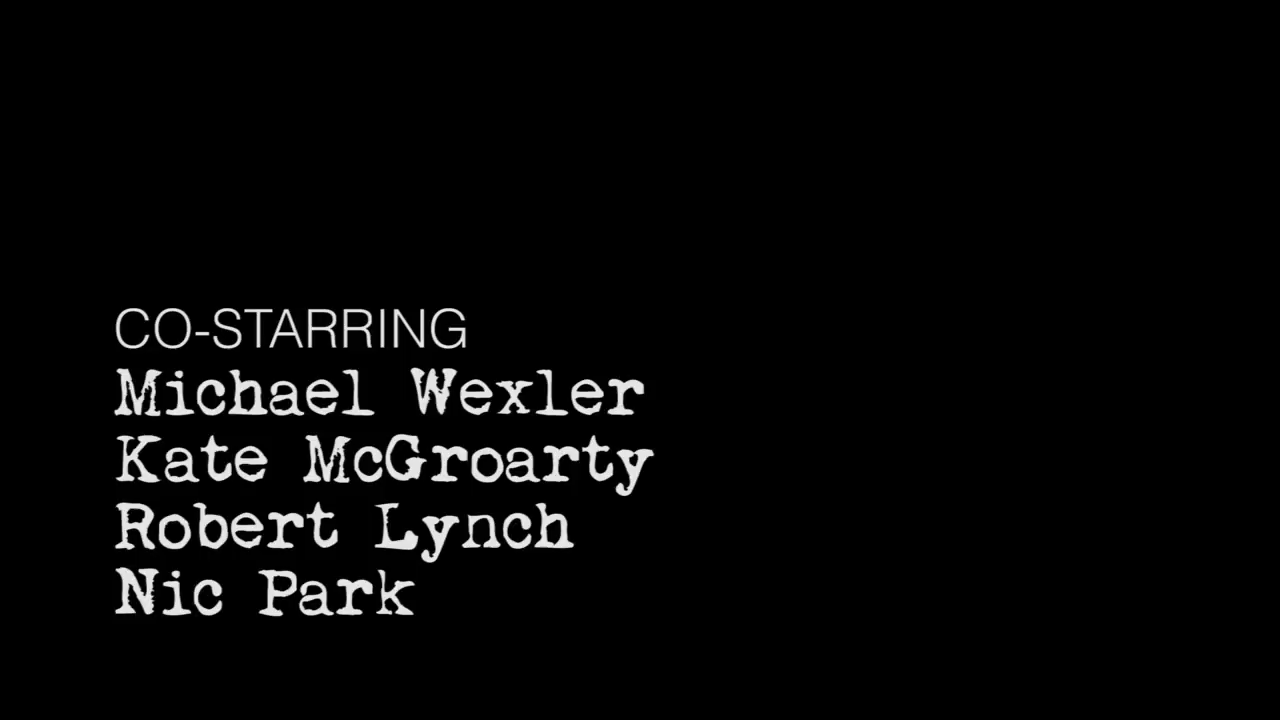 CO-STARRING
Michael Wexler
Kate McGroarty
Robert Lynch
Nic Park